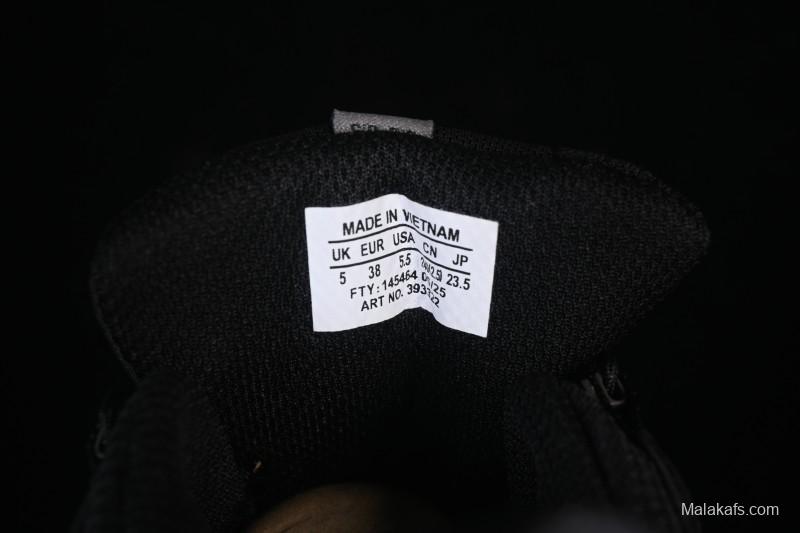 MADE IN VIETNAM
UK EUR USA CN JP
5 38 5.5 23.5
FTY: 145464
ART NO.
Malakafs.com